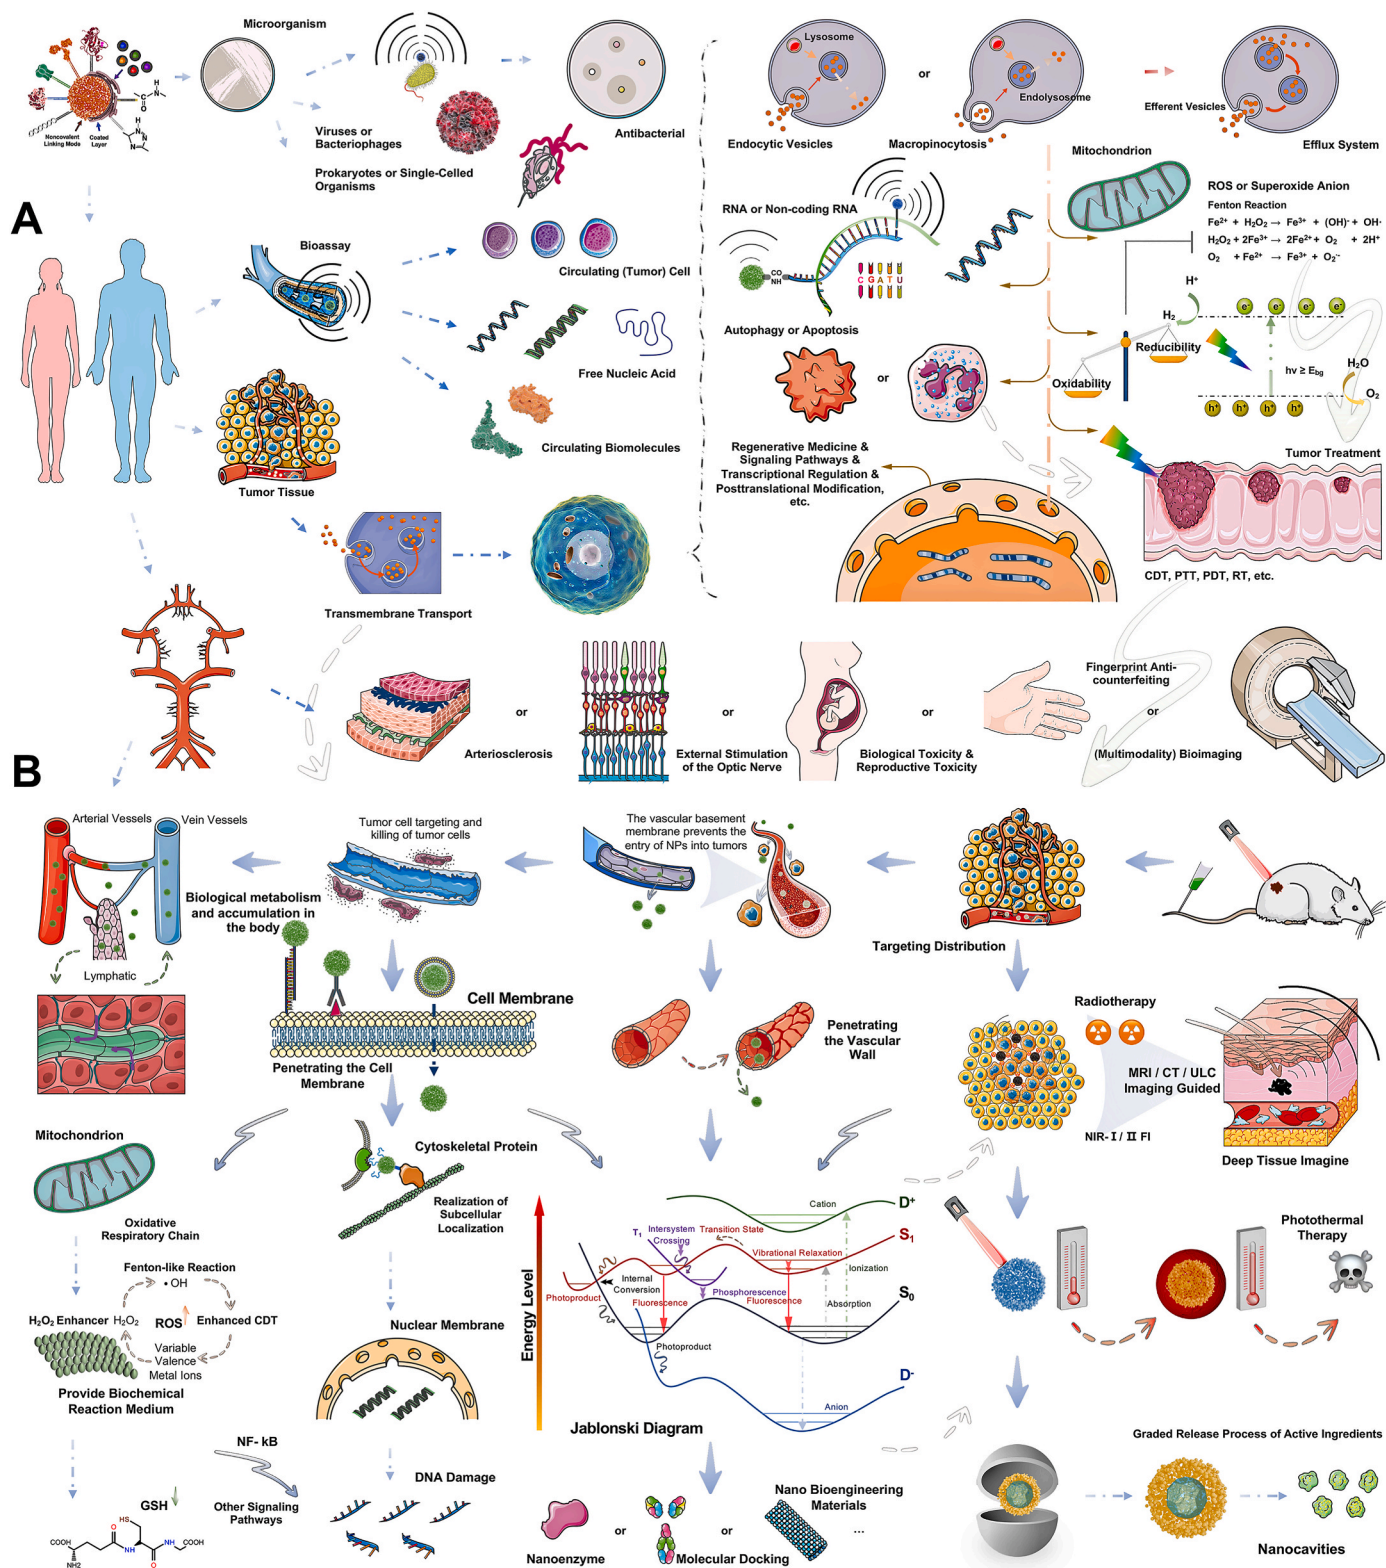 Microorganism
Noncovalent
Linking Mode
Coated
Layer
H
N
O
N
N
N
H
Viruses or
Bacteriophages
Prokaryotes or Single-Celled
Organisms
Antibacterial
A
Bioassay
Circulating (Tumor) Cell
Free Nucleic Acid
Circulating Biomolecules
Tumor Tissue
Transmembrane Transport
Lysosome
Endocytic Vesicles
or
Endolysosome
Macropinocytosis
Efferent Vesicles
Efflux System
RNA or Non-coding RNA
CO
NH
C G A T U
Mitochondrion
ROS or Superoxide Anion
Fenton Reaction
Fe²⁺ + H₂O₂ → Fe³⁺ + (OH)⁻ + OH·
H₂O₂ + 2Fe³⁺ → 2Fe²⁺ + O₂ + 2H⁺
O₂ + Fe²⁺ → Fe³⁺ + O₂·⁻
H⁺
H₂
e⁻ e⁻ e⁻ e⁻
Reducibility
Oxidability
hv ≥ E_bg
H₂O
O₂
h⁺ h⁺ h⁺ h⁺
Autophagy or Apoptosis
or
Regenerative Medicine &
Signaling Pathways &
Transcriptional Regulation &
Posttranslational Modification,
etc.
Tumor Treatment
CDT, PTT, PDT, RT, etc.
Arteriosclerosis
or
External Stimulation
of the Optic Nerve
or
Biological Toxicity &
Reproductive Toxicity
or
Fingerprint Anti-
counterfeiting
or
(Multimodality) Bioimaging
B
Arterial Vessels
Vein Vessels
Lymphatic
Biological metabolism
and accumulation in
the body
Tumor cell targeting and
killing of tumor cells
The vascular basement
membrane prevents the
entry of NPs into tumors
Targeting Distribution
Cell Membrane
Penetrating the Cell
Membrane
Penetrating
the Vascular
Wall
Radiotherapy
MRI / CT / ULC
Imaging Guided
NIR- I / II FI
Deep Tissue Imagine
Mitochondrion
Oxidative
Respiratory Chain
Fenton-like Reaction
• OH
H₂O₂ Enhancer
H₂O₂
ROS
Enhanced CDT
Variable
Valence
Metal Ions
Provide Biochemical
Reaction Medium
Cytoskeletal Protein
Realization of
Subcellular
Localization
Nuclear Membrane
Energy Level
D⁺
Cation
S₁
T₁
Intersystem
Crossing
Transition State
Vibrational Relaxation
Ionization
Internal
Conversion
Photoproduct
Fluorescence
Phosphorescence
Fluorescence
Absorption
S₀
Photoproduct
D⁻
Anion
Jablonski Diagram
Photothermal
Therapy
NF- kB
GSH
Other Signaling
Pathways
HS
COOH
NH2
O
HN
O
NH
COOH
DNA Damage
Nanoenzyme
or
Molecular Docking
or
Nano Bioengineering
Materials
...
Graded Release Process of Active Ingredients
Nanocavities